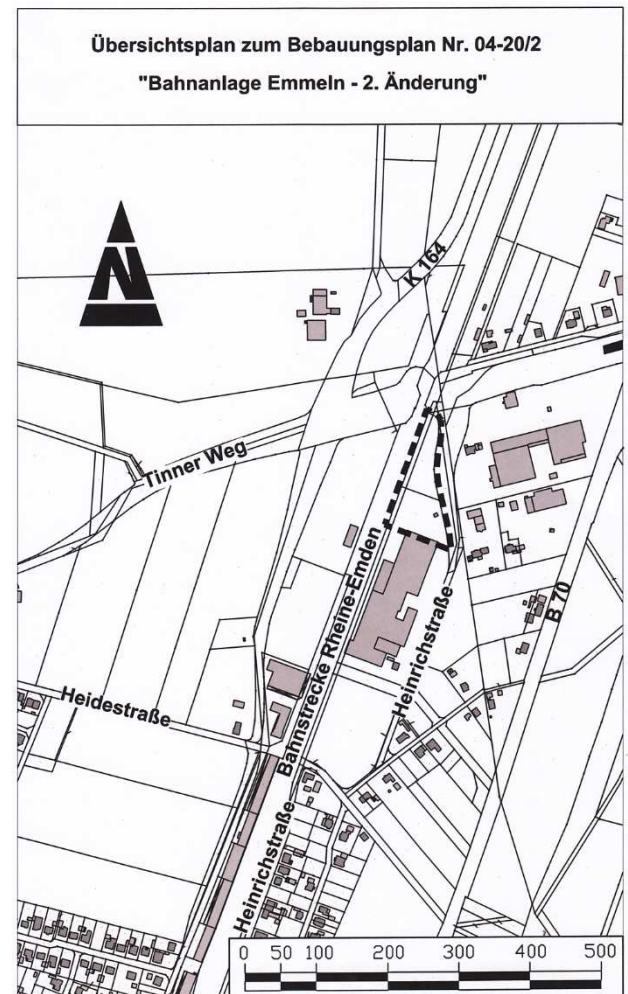 Übersichtsplan zum Bebauungsplan Nr. 04-20/2
"Bahnanlage Emmeln - 2. Änderung"
N
K 164
Tinner Weg
Bahnstrecke Rheine-Emden
Heinrichstraße
B 70
Heidestraße
Heinrichstraße
0 50 100 200 300 400 500